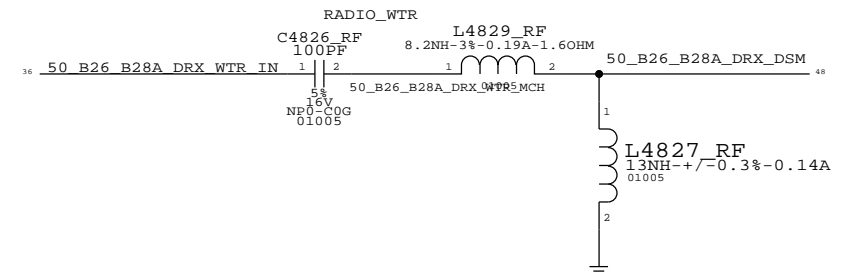 RADIO_WTR
C4826_RF
100PF
L4829_RF
8.2NH-3%-0.19A-1.6OHM
36
50_B26_B28A_DRX_WTR_IN
1
2
1
2
50_B26_B28A_DRX_DSM
48
5%
16V
NP0-C0G
01005
50_B26_B28A_DRX_WTR_MCH
01005
1
L4827_RF
13NH-+/-0.3%-0.14A
01005
2